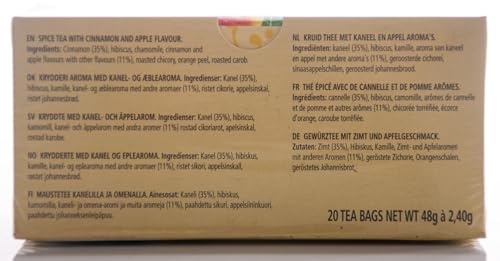 EN SPICE TEA WITH CINNAMON AND APPLE FLAVOUR.
Ingredients: Cinnamon (35%), hibiscus, chamomile, cinnamon and
apple flavours with other flavours (11%), roasted chicory, orange peel, roasted carob.
DK KRYDDERI AROMA MED KANEL- OG ÆBLEAROMA. Ingredienser: Kanel (35%),
hibiskus, kamille, kanel- og æblearoma med andre aromaer (11%), ristet cikorie, appelsinskal,
ristet johannesbrød.
SV KRYDDTE MED KANEL- OCH ÄPPELAROM. Ingredienser: Kanel (35%), hibiskus,
kamomill, kanel- och äppelarom med andra aromer (11%), rostad cikoriarot, apelsinskal,
rostad karobe.
NO KRYDDERTE MED KANEL OG EPLEAROMA. Ingredienser: Kaneli (35%), hibiskus,
kamille, kanel- og eplearoma med andre aromaer (11%), ristet sikori, appelsinskall,
ristet johannesbrød.
FI MAUSTETEE KANELILLA JA OMENALLA. Ainesosat: Kaneli (35%), hibiskus,
kamomilla, kaneli- ja omena-aromi ja muita aromeja (11%), paahdettu sikuri, appelsiininkuori,
paahdettu johanneksenleipäpuu.
NL KRUID THEE MET KANEEL EN APPEL AROMA'S.
Ingrediënten: kaneel (35%), hibiscus, kamille, aroma van kaneel
en appel met andere aroma's (11%), geroosterde cichorei,
sinaasappelschillen, geroosterd johannesbrood.
FR THÉ ÉPICÉ AVEC DE CANNELLE ET DE POMME ARÔMES.
Ingrédients: cannelle (35%), hibiscus, camomille, arômes de cannelle
et de pomme et autres arômes (11%), chicorée torréfiée, écorce
d'orange, caroube torréfiée.
DE GEWÜRZTEE MIT ZIMT UND APFELGESCHMACK.
Zutaten: Zimt (35%), Hibiskus, Kamille, Zimt- und Apfelaromen
mit anderen Aromen (11%), geröstete Zichorie, Orangenschalen,
geröstetes Johannisbrot.
20 TEA BAGS NET WT 48g à 2,40g